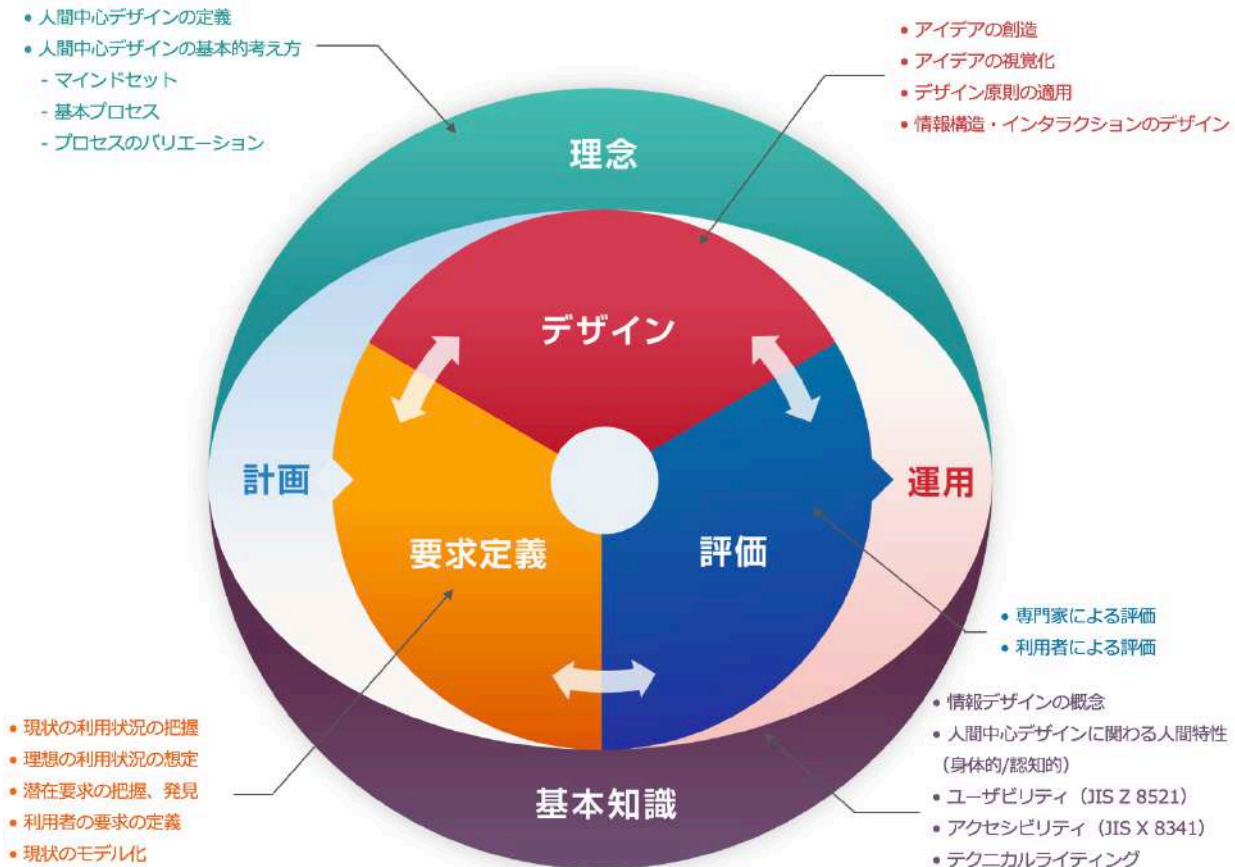 • 人間中心デザインの定義
• 人間中心デザインの基本的考え方
- マインドセット
- 基本プロセス
- プロセスのバリエーション
• アイデアの創造
• アイデアの視覚化
• デザイン原則の適用
• 情報構造・インタラクションのデザイン
理念
デザイン
計画
運用
要求定義
評価
• 専門家による評価
• 利用者による評価
• 現状の利用状況の把握
• 理想の利用状況の想定
• 潜在要求の把握、発見
• 利用者の要求の定義
• 現状のモデル化
基本知識
• 情報デザインの概念
• 人間中心デザインに関わる人間特性
（身体的/認知的）
• ユーザビリティ（JIS Z 8521）
• アクセシビリティ（JIS X 8341）
• テクニカルライティング